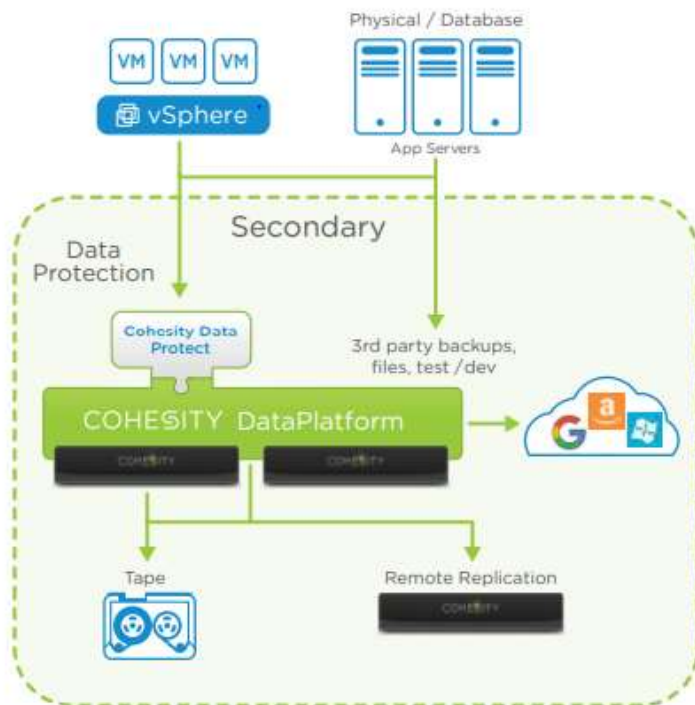 Physical / Database
VM VM VM
vSphere
App Servers
Secondary
Data
Protection
Cohesity Data
Protect
3rd party backups,
files, test / dev
COHESITY DataPlatform
COHESITY COHESITY
Tape
Remote Replication
COHESITY